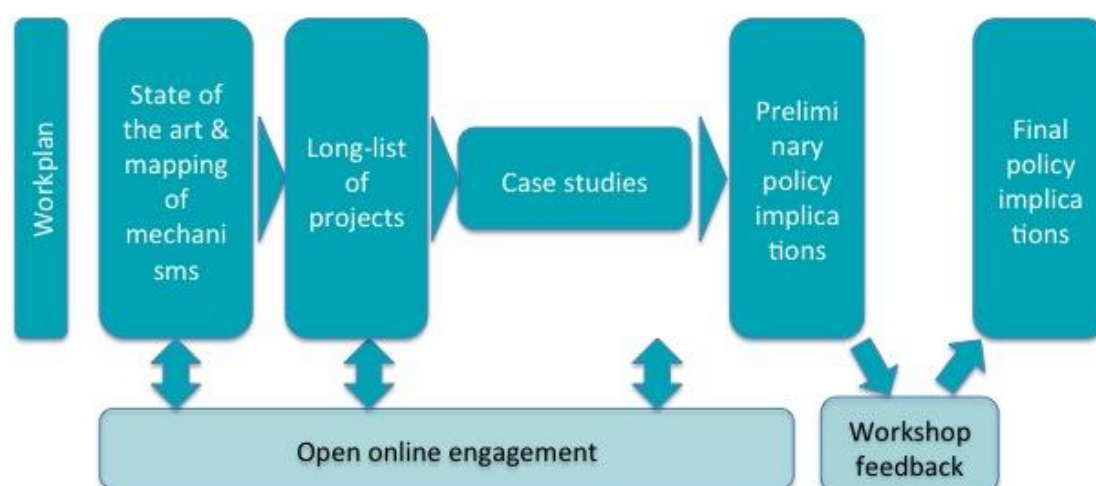 Workplan
State of
the art &
mapping
of
mechani
sms
Long-list
of
projects
Case studies
Prelimi
nary
policy
implica
tions
Final
policy
implica
tions
Open online engagement
Workshop
feedback